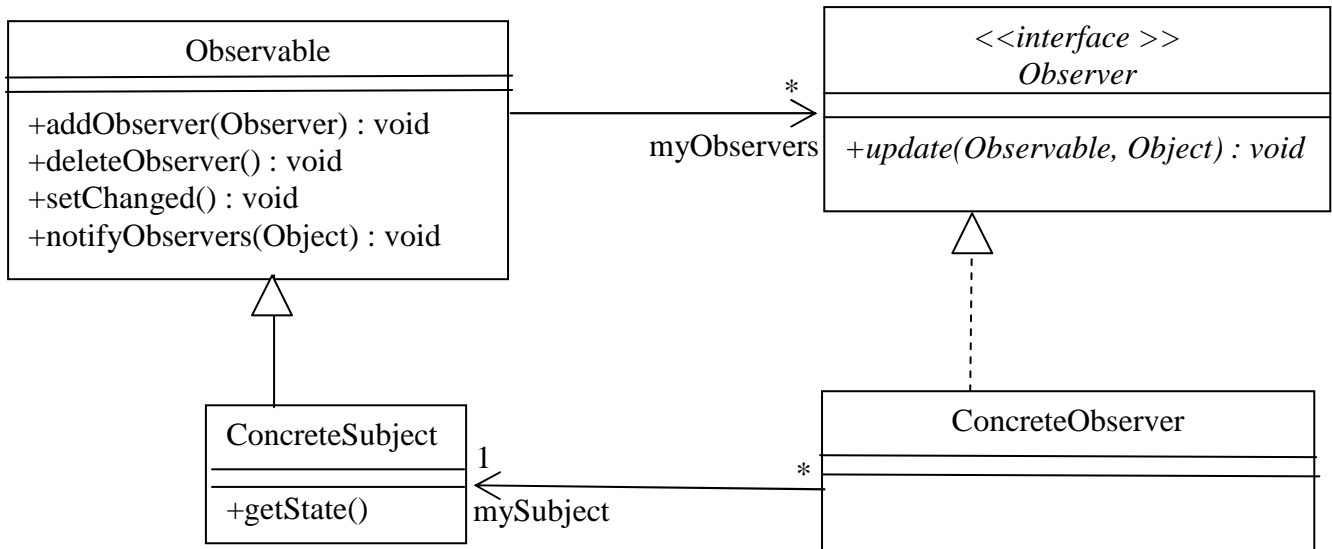 Observable
+addObserver(Observer) : void
+deleteObserver() : void
+setChanged() : void
+notifyObservers(Object) : void
*
myObservers
<<interface >>
Observer
+update(Observable, Object) : void
ConcreteSubject
+getState()
1
mySubject
*
ConcreteObserver